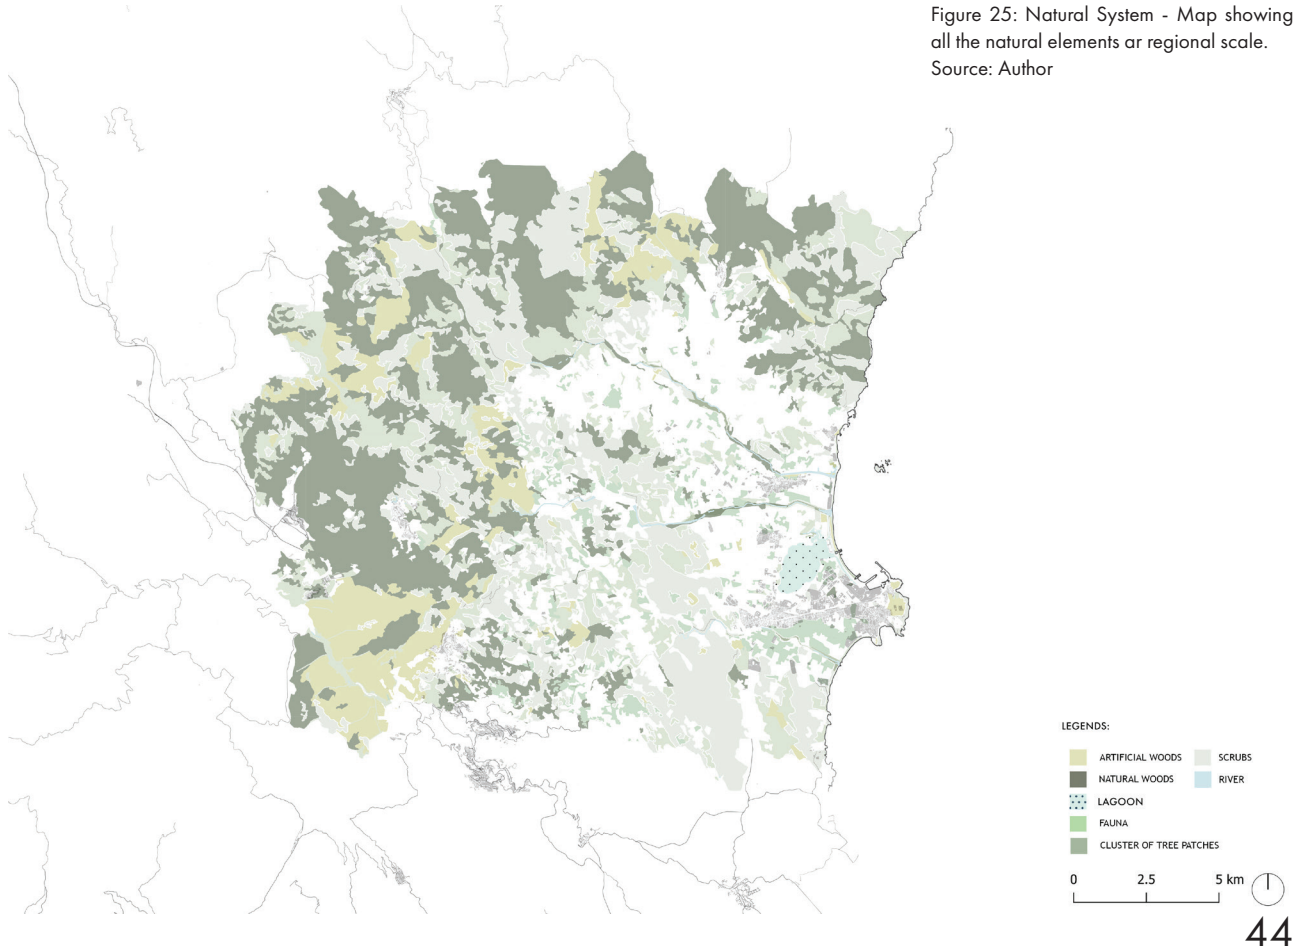 Figure 25: Natural System - Map showing
all the natural elements ar regional scale.
Source: Author
LEGENDS:
ARTIFICIAL WOODS
SCRUBS
NATURAL WOODS
RIVER
LAGOON
FAUNA
CLUSTER OF TREE PATCHES
0 2.5 5 km
44